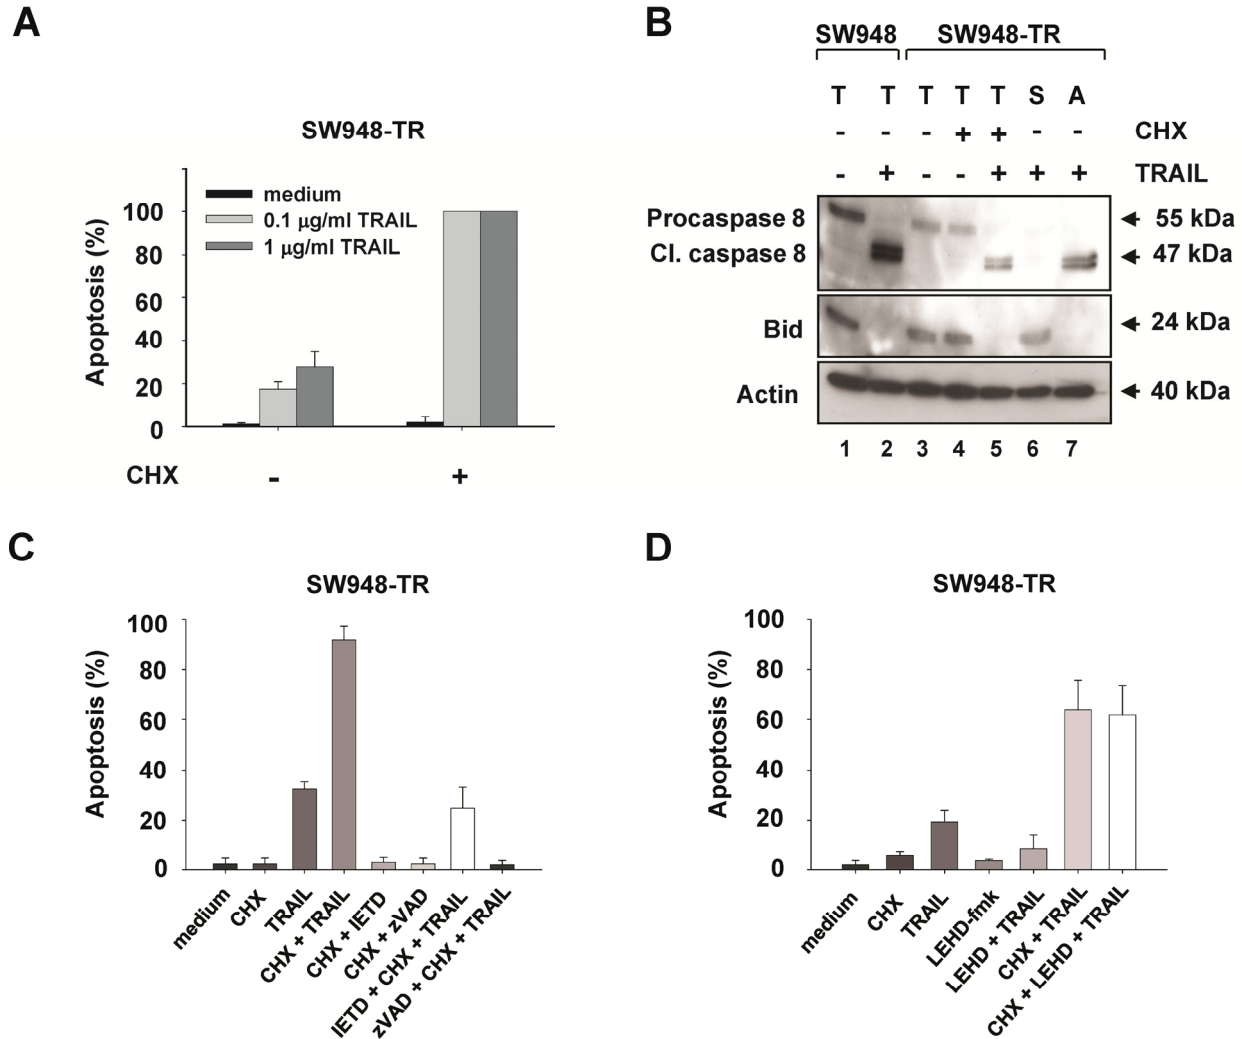 A
SW948-TR
medium
0.1 µg/ml TRAIL
1 µg/ml TRAIL
Apoptosis (%)
100
80
60
40
20
0
CHX
-
+
B
SW948
SW948-TR
T T T T T S A
- - - + + - - CHX
- + - - + + + TRAIL
Procaspase 8
55 kDa
Cl. caspase 8
47 kDa
Bid
24 kDa
Actin
40 kDa
1 2 3 4 5 6 7
C
SW948-TR
Apoptosis (%)
100
80
60
40
20
0
medium
CHX
TRAIL
CHX + TRAIL
CHX + IETD
CHX + zVAD
IETD + CHX + TRAIL
zVAD + CHX + TRAIL
D
SW948-TR
Apoptosis (%)
100
80
60
40
20
0
medium
CHX
TRAIL
LEHD-fmk
LEHD + TRAIL
CHX + TRAIL
CHX + LEHD + TRAIL